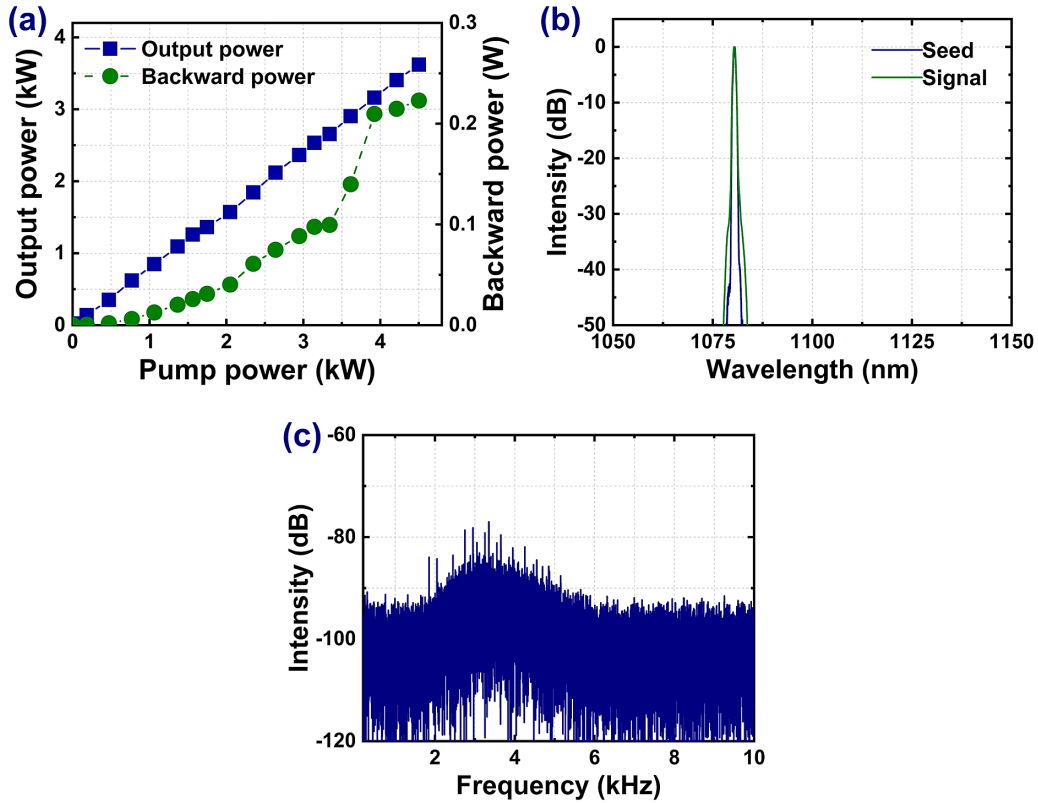 (a)
Output power (kW)
4
3
2
1
0
Output power
Backward power
0.3
0.2
0.1
0.0
Backward power (W)
0 1 2 3 4
Pump power (kW)
(b)
Intensity (dB)
0
-10
-20
-30
-40
-50
Seed
Signal
1050 1075 1100 1125 1150
Wavelength (nm)
(c)
Intensity (dB)
-60
-80
-100
-120
2 4 6 8 10
Frequency (kHz)